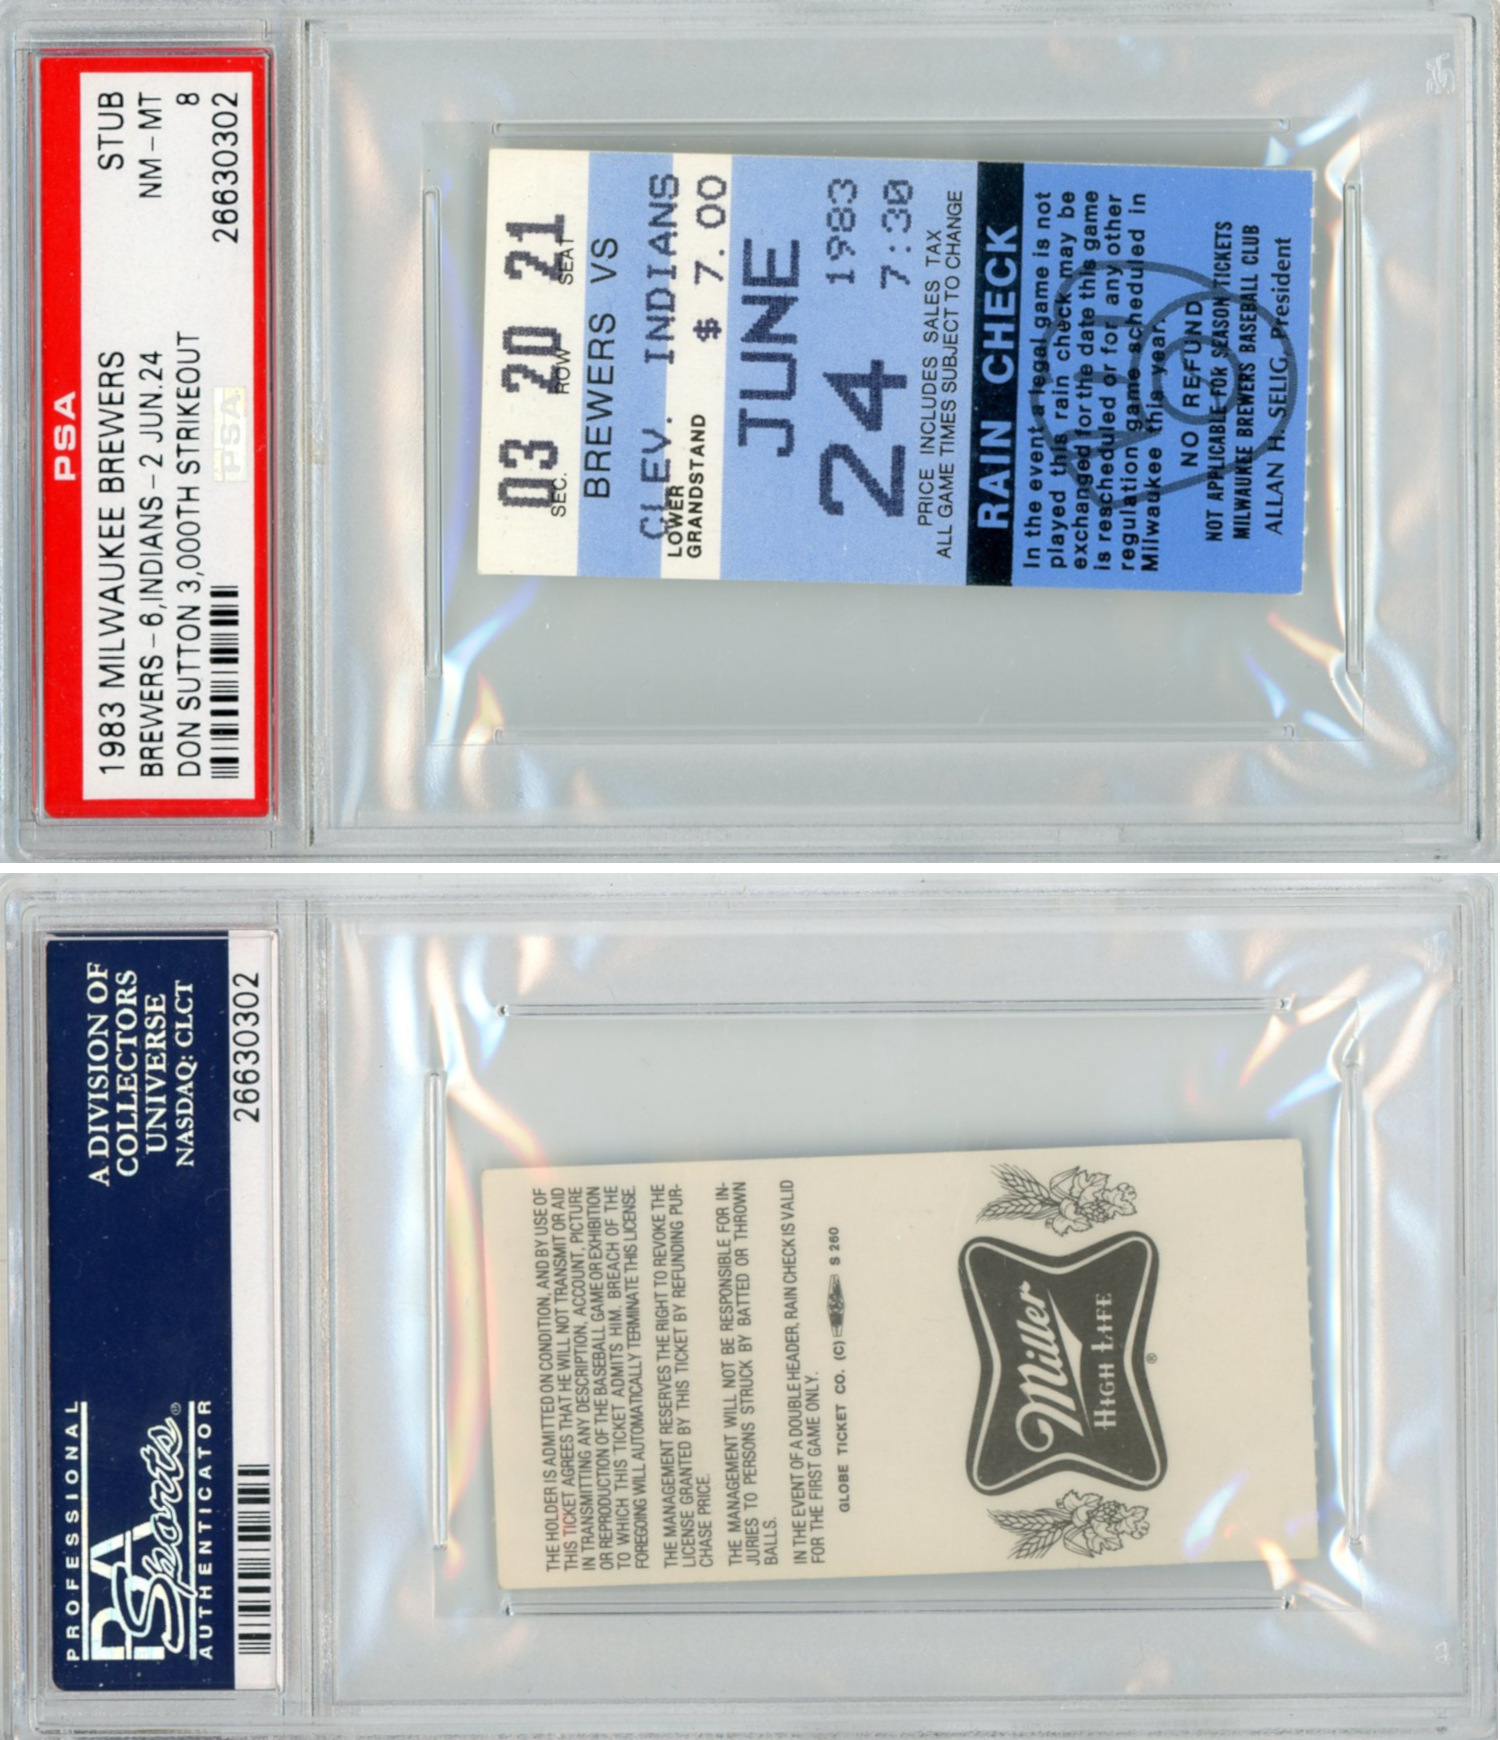 PSA
1983 MILWAUKEE BREWERS STUB
BREWERS-6,INDIANS-2 JUN.24 NM-MT
DON SUTTON 3,000TH STRIKEOUT 8
26630302
PSA
03 20 21
SEC. ROW SEAT
BREWERS VS
CLEV. INDIANS
LOWER
GRANDSTAND $ 7.00
JUNE
24 1983
7:30
PRICE INCLUDES SALES TAX
ALL GAME TIMES SUBJECT TO CHANGE
RAIN CHECK
In the event a legal game is not
played this rain check may be
exchanged for the date this game
is rescheduled or for any other
regulation game scheduled in
Milwaukee this year.
NO REFUND
NOT APPLICABLE FOR SEASON TICKETS
MILWAUKEE BREWERS BASEBALL CLUB
ALLAN H. SELIG, President
PROFESSIONAL
PSA
Sports
AUTHENTICATOR
A DIVISION OF
COLLECTORS
UNIVERSE
NASDAQ: CLCT
26630302
THE HOLDER IS ADMITTED ON CONDITION, AND BY USE OF
THIS TICKET AGREES THAT HE WILL NOT TRANSMIT OR AID
IN TRANSMITTING ANY DESCRIPTION, ACCOUNT, PICTURE
OR REPRODUCTION OF THE BASEBALL GAME OR EXHIBITION
TO WHICH THIS TICKET ADMITS HIM. BREACH OF THE
FOREGOING WILL AUTOMATICALLY TERMINATE THIS LICENSE.
THE MANAGEMENT RESERVES THE RIGHT TO REVOKE THE
LICENSE GRANTED BY THIS TICKET BY REFUNDING PUR-
CHASE PRICE.
THE MANAGEMENT WILL NOT BE RESPONSIBLE FOR IN-
JURIES TO PERSONS STRUCK BY BATTED OR THROWN
BALLS.
IN THE EVENT OF A DOUBLE HEADER, RAIN CHECK IS VALID
FOR THE FIRST GAME ONLY.
GLOBE TICKET CO. (C) S 260
Miller
HIGH LIFE
®